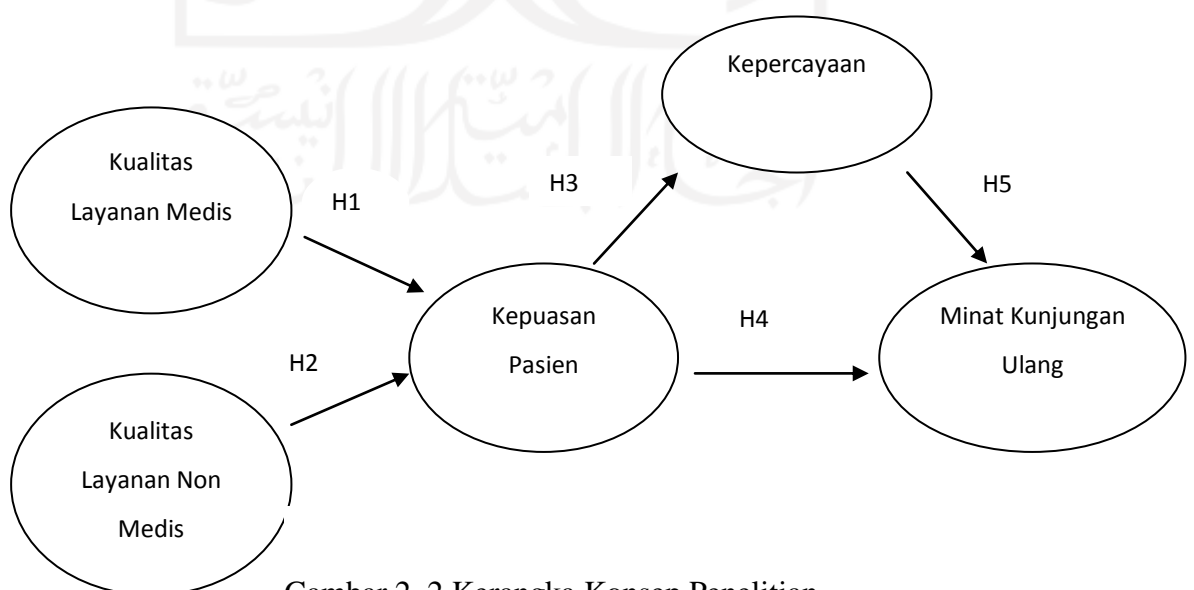 Kepercayaan
Kualitas
Layanan Medis
H1
H3
H5
Kepuasan
Pasien
H4
Minat Kunjungan
Ulang
H2
Kualitas
Layanan Non
Medis
Gambar 2. 2 Kerangka Konsep Penelitian